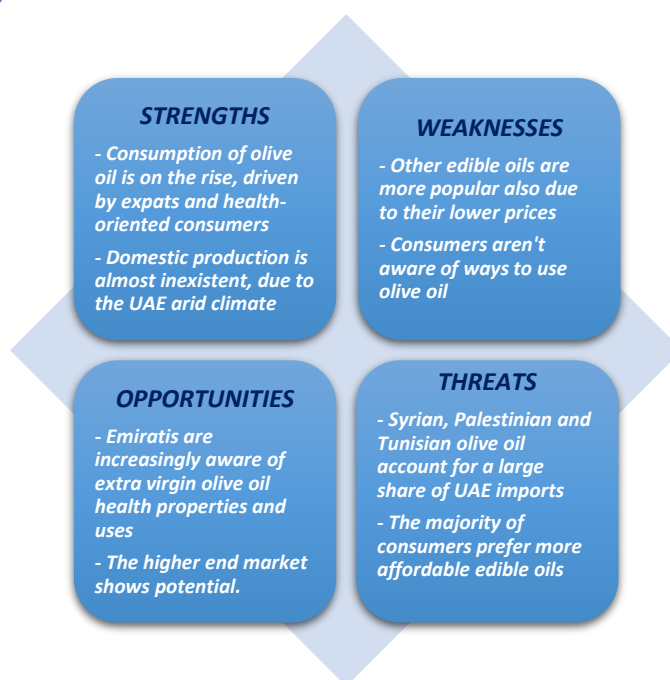 STRENGTHS
- Consumption of olive
oil is on the rise, driven
by expats and health-
oriented consumers
- Domestic production is
almost inexistent, due to
the UAE arid climate
WEAKNESSES
- Other edible oils are
more popular also due
to their lower prices
- Consumers aren't
aware of ways to use
olive oil
OPPORTUNITIES
- Emiratis are
increasingly aware of
extra virgin olive oil
health properties and
uses
- The higher end market
shows potential.
THREATS
- Syrian, Palestinian and
Tunisian olive oil
account for a large
share of UAE imports
- The majority of
consumers prefer more
affordable edible oils